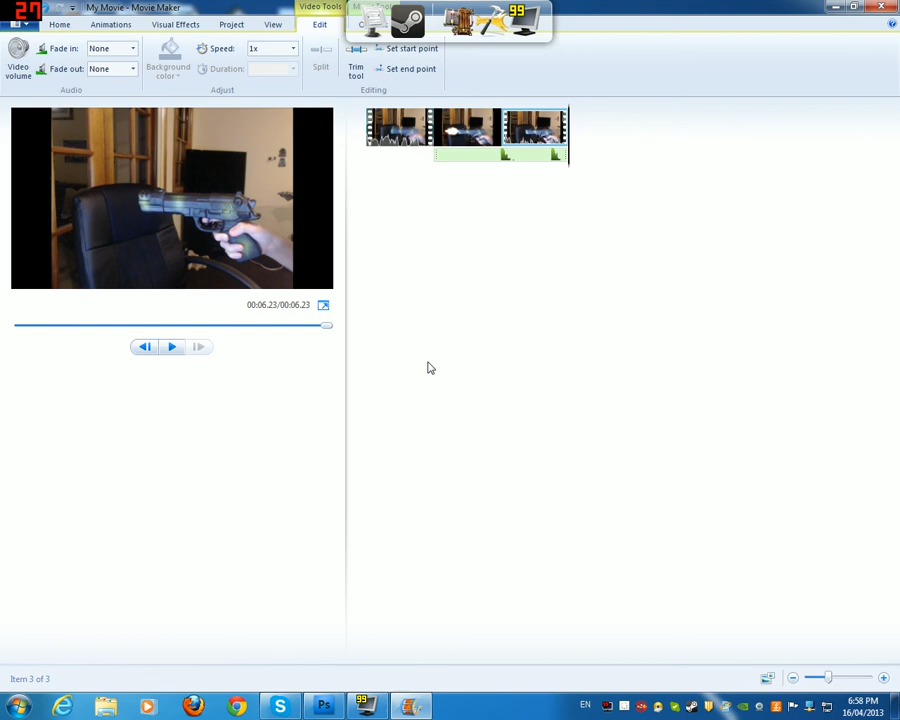 27
My Movie - Movie Maker
Video Tools
99
Home
Animations
Visual Effects
Project
View
Edit
Video volume
Fade in:
None
Fade out:
None
Audio
Background color
Speed:
1x
Duration:
Adjust
Split
Trim tool
Set start point
Set end point
Editing
00:06.23/00:06.23
Item 3 of 3
Ps
99
EN
6:58 PM
16/04/2013